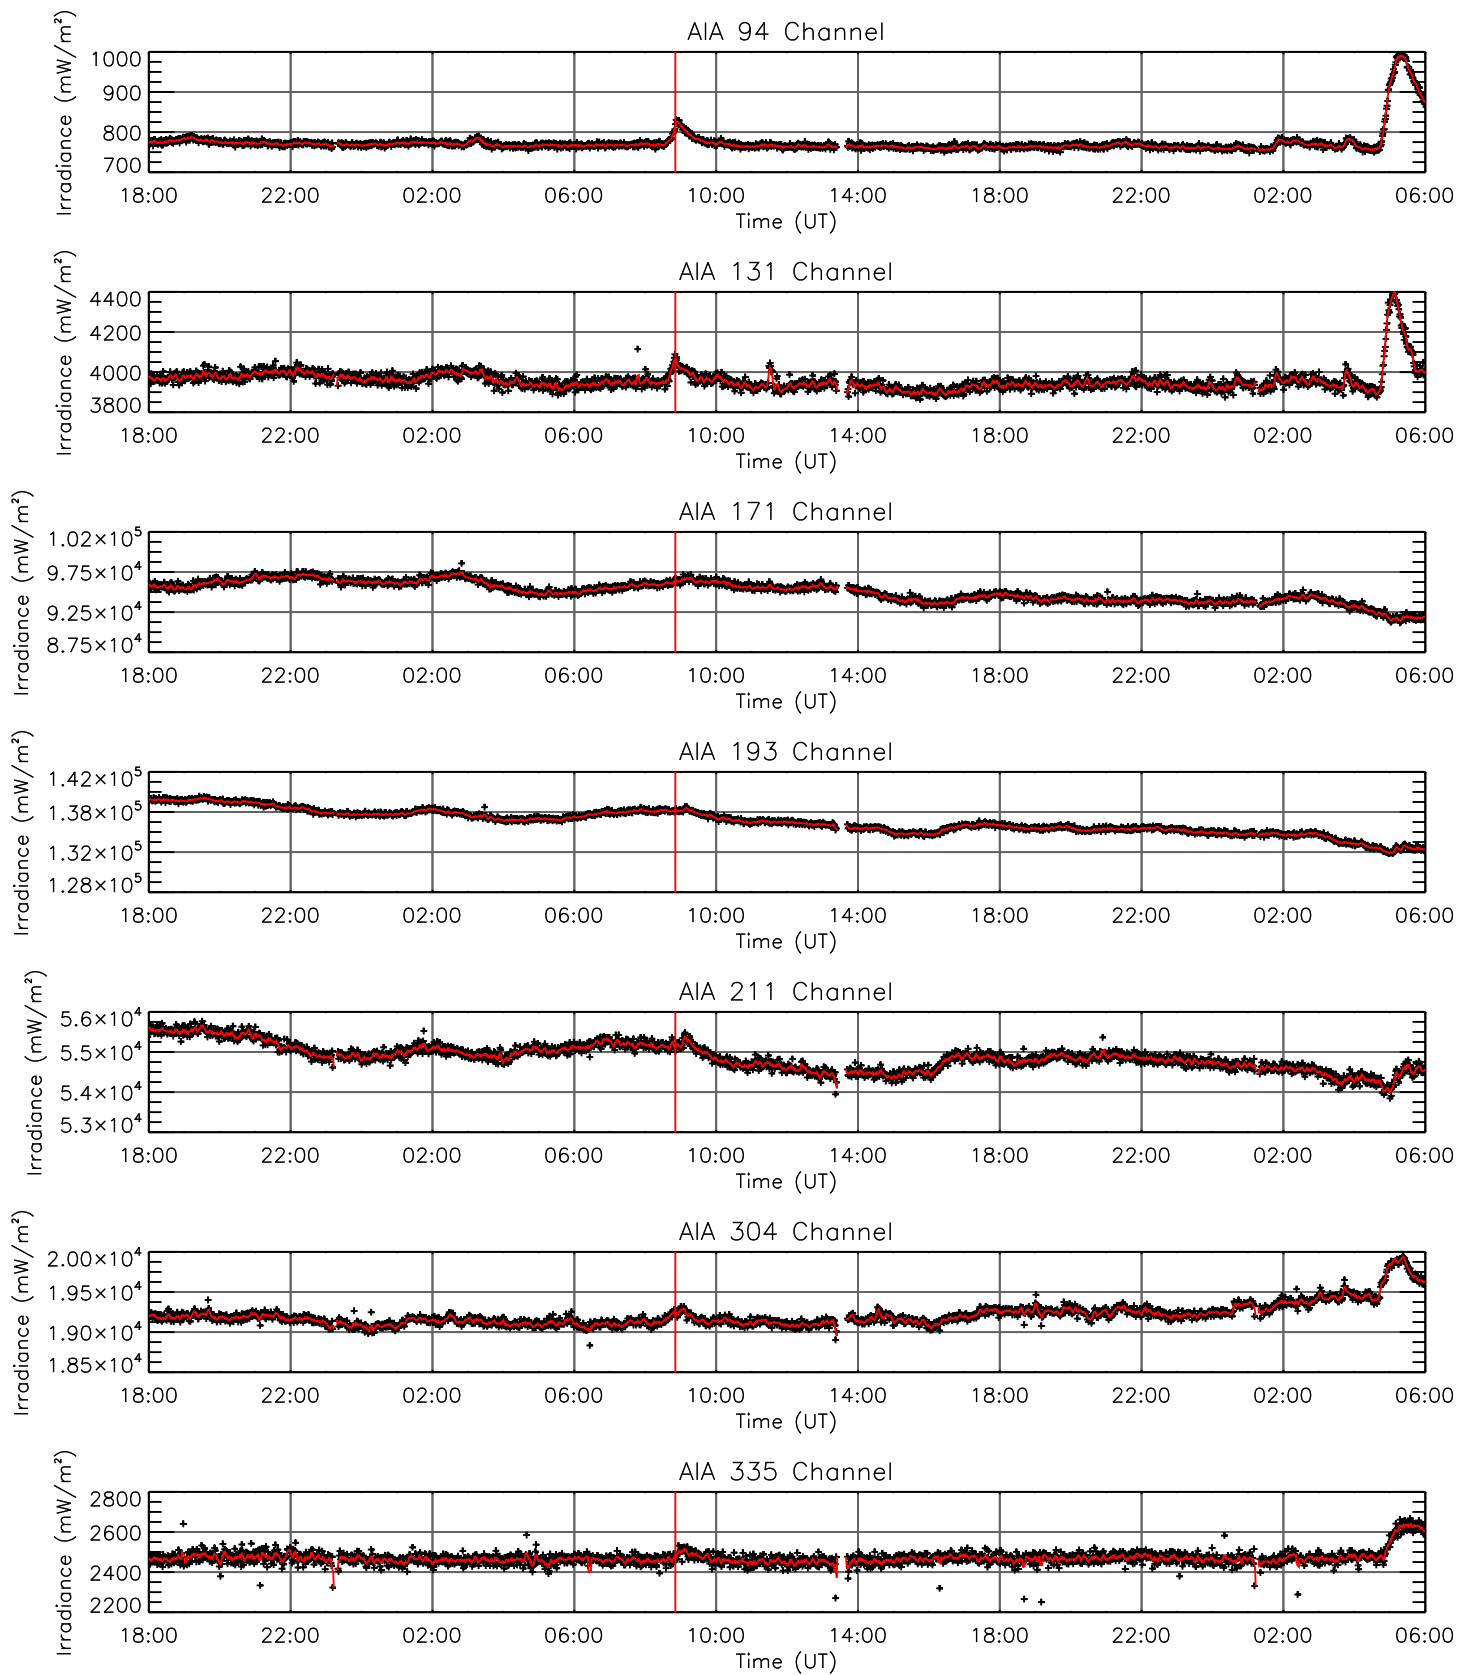 AIA 94 Channel
Irradiance (mW/m²)
1000
900
800
700
18:00 22:00 02:00 06:00 10:00 14:00 18:00 22:00 02:00 06:00
Time (UT)
AIA 131 Channel
Irradiance (mW/m²)
4400
4200
4000
3800
18:00 22:00 02:00 06:00 10:00 14:00 18:00 22:00 02:00 06:00
Time (UT)
AIA 171 Channel
Irradiance (mW/m²)
1.02×10⁵
9.75×10⁴
9.25×10⁴
8.75×10⁴
18:00 22:00 02:00 06:00 10:00 14:00 18:00 22:00 02:00 06:00
Time (UT)
AIA 193 Channel
Irradiance (mW/m²)
1.42×10⁵
1.38×10⁵
1.32×10⁵
1.28×10⁵
18:00 22:00 02:00 06:00 10:00 14:00 18:00 22:00 02:00 06:00
Time (UT)
AIA 211 Channel
Irradiance (mW/m²)
5.6×10⁴
5.5×10⁴
5.4×10⁴
5.3×10⁴
18:00 22:00 02:00 06:00 10:00 14:00 18:00 22:00 02:00 06:00
Time (UT)
AIA 304 Channel
Irradiance (mW/m²)
2.00×10⁴
1.95×10⁴
1.90×10⁴
1.85×10⁴
18:00 22:00 02:00 06:00 10:00 14:00 18:00 22:00 02:00 06:00
Time (UT)
AIA 335 Channel
Irradiance (mW/m²)
2800
2600
2400
2200
18:00 22:00 02:00 06:00 10:00 14:00 18:00 22:00 02:00 06:00
Time (UT)